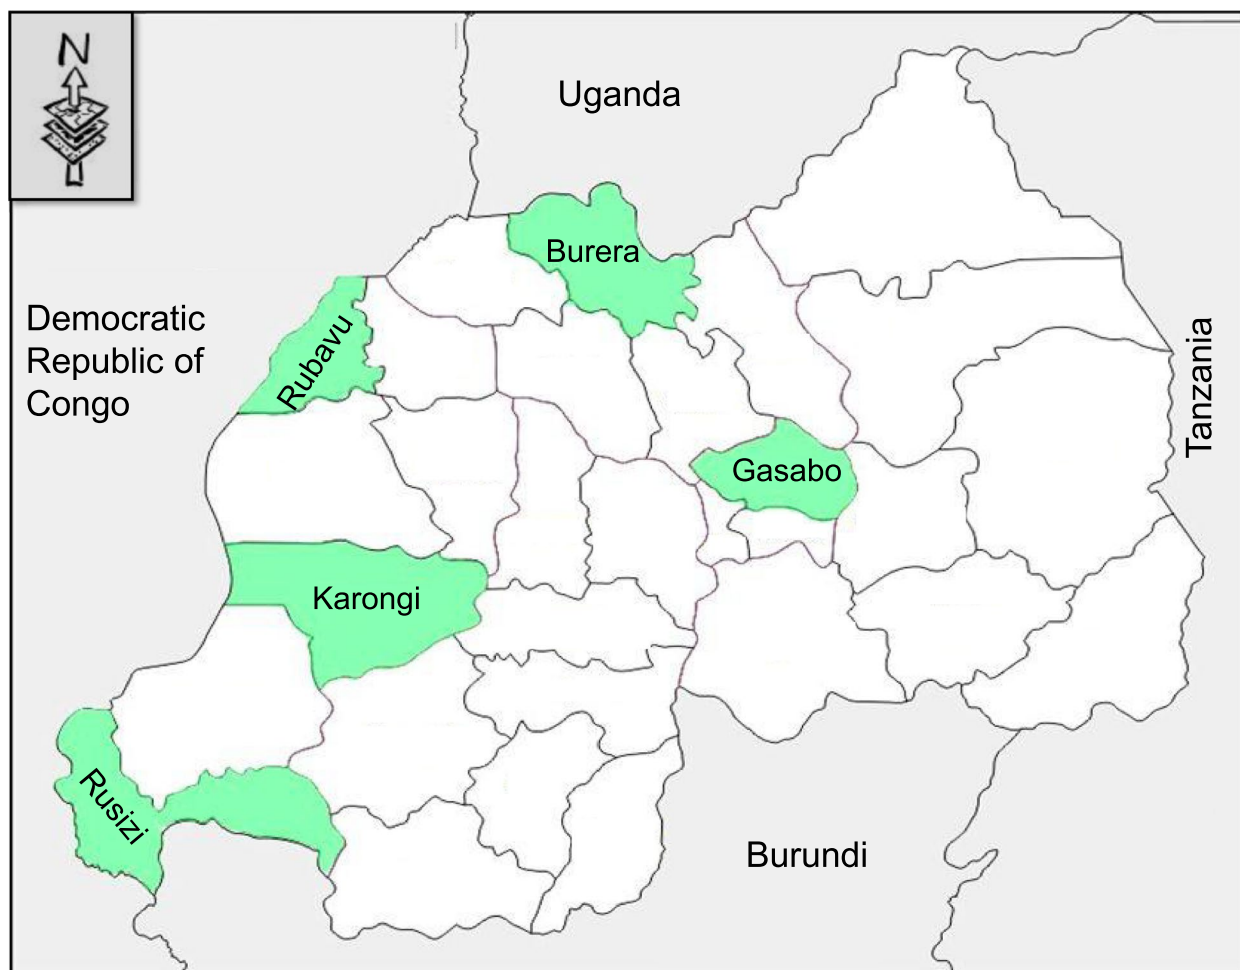 N
Uganda
Burera
Democratic
Republic of
Congo
Rubavu
Tanzania
Gasabo
Karongi
Rusizi
Burundi